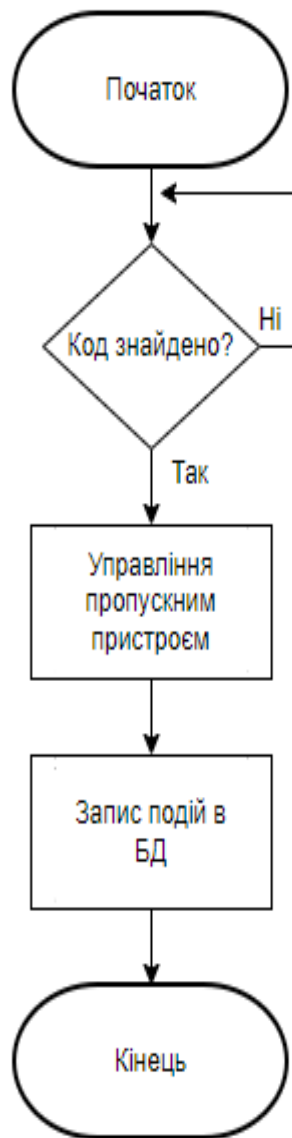 Початок
Код знайдено?
Ні
Так
Управління
пропускним
пристроєм
Запис подій в
БД
Кінець